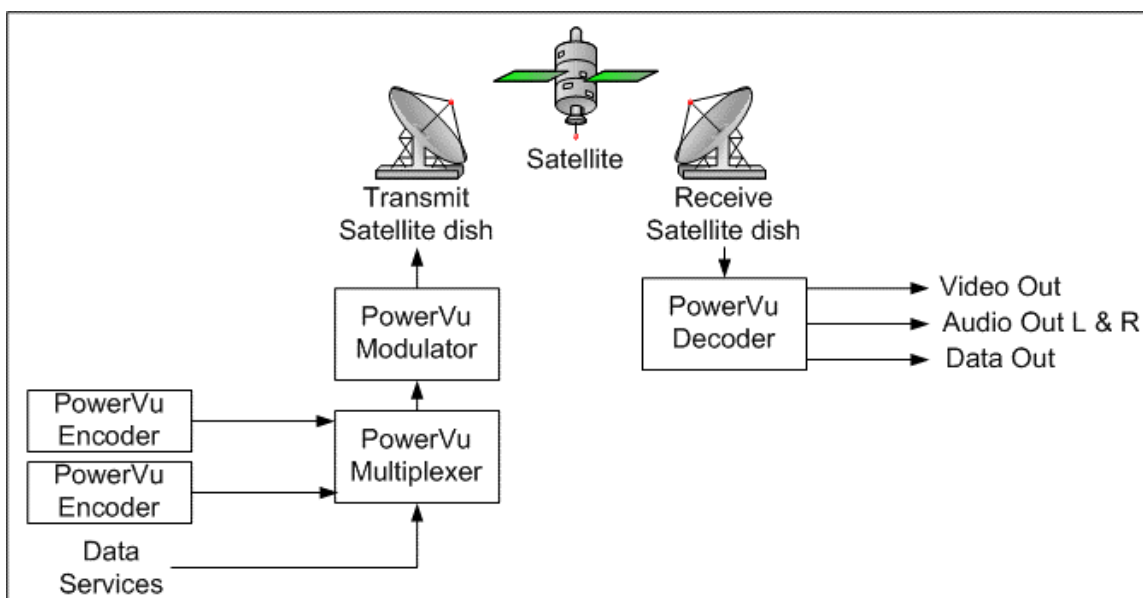 Satellite
Transmit
Satellite dish
Receive
Satellite dish
PowerVu
Modulator
PowerVu
Decoder
Video Out
Audio Out L & R
Data Out
PowerVu
Encoder
PowerVu
Multiplexer
PowerVu
Encoder
Data
Services